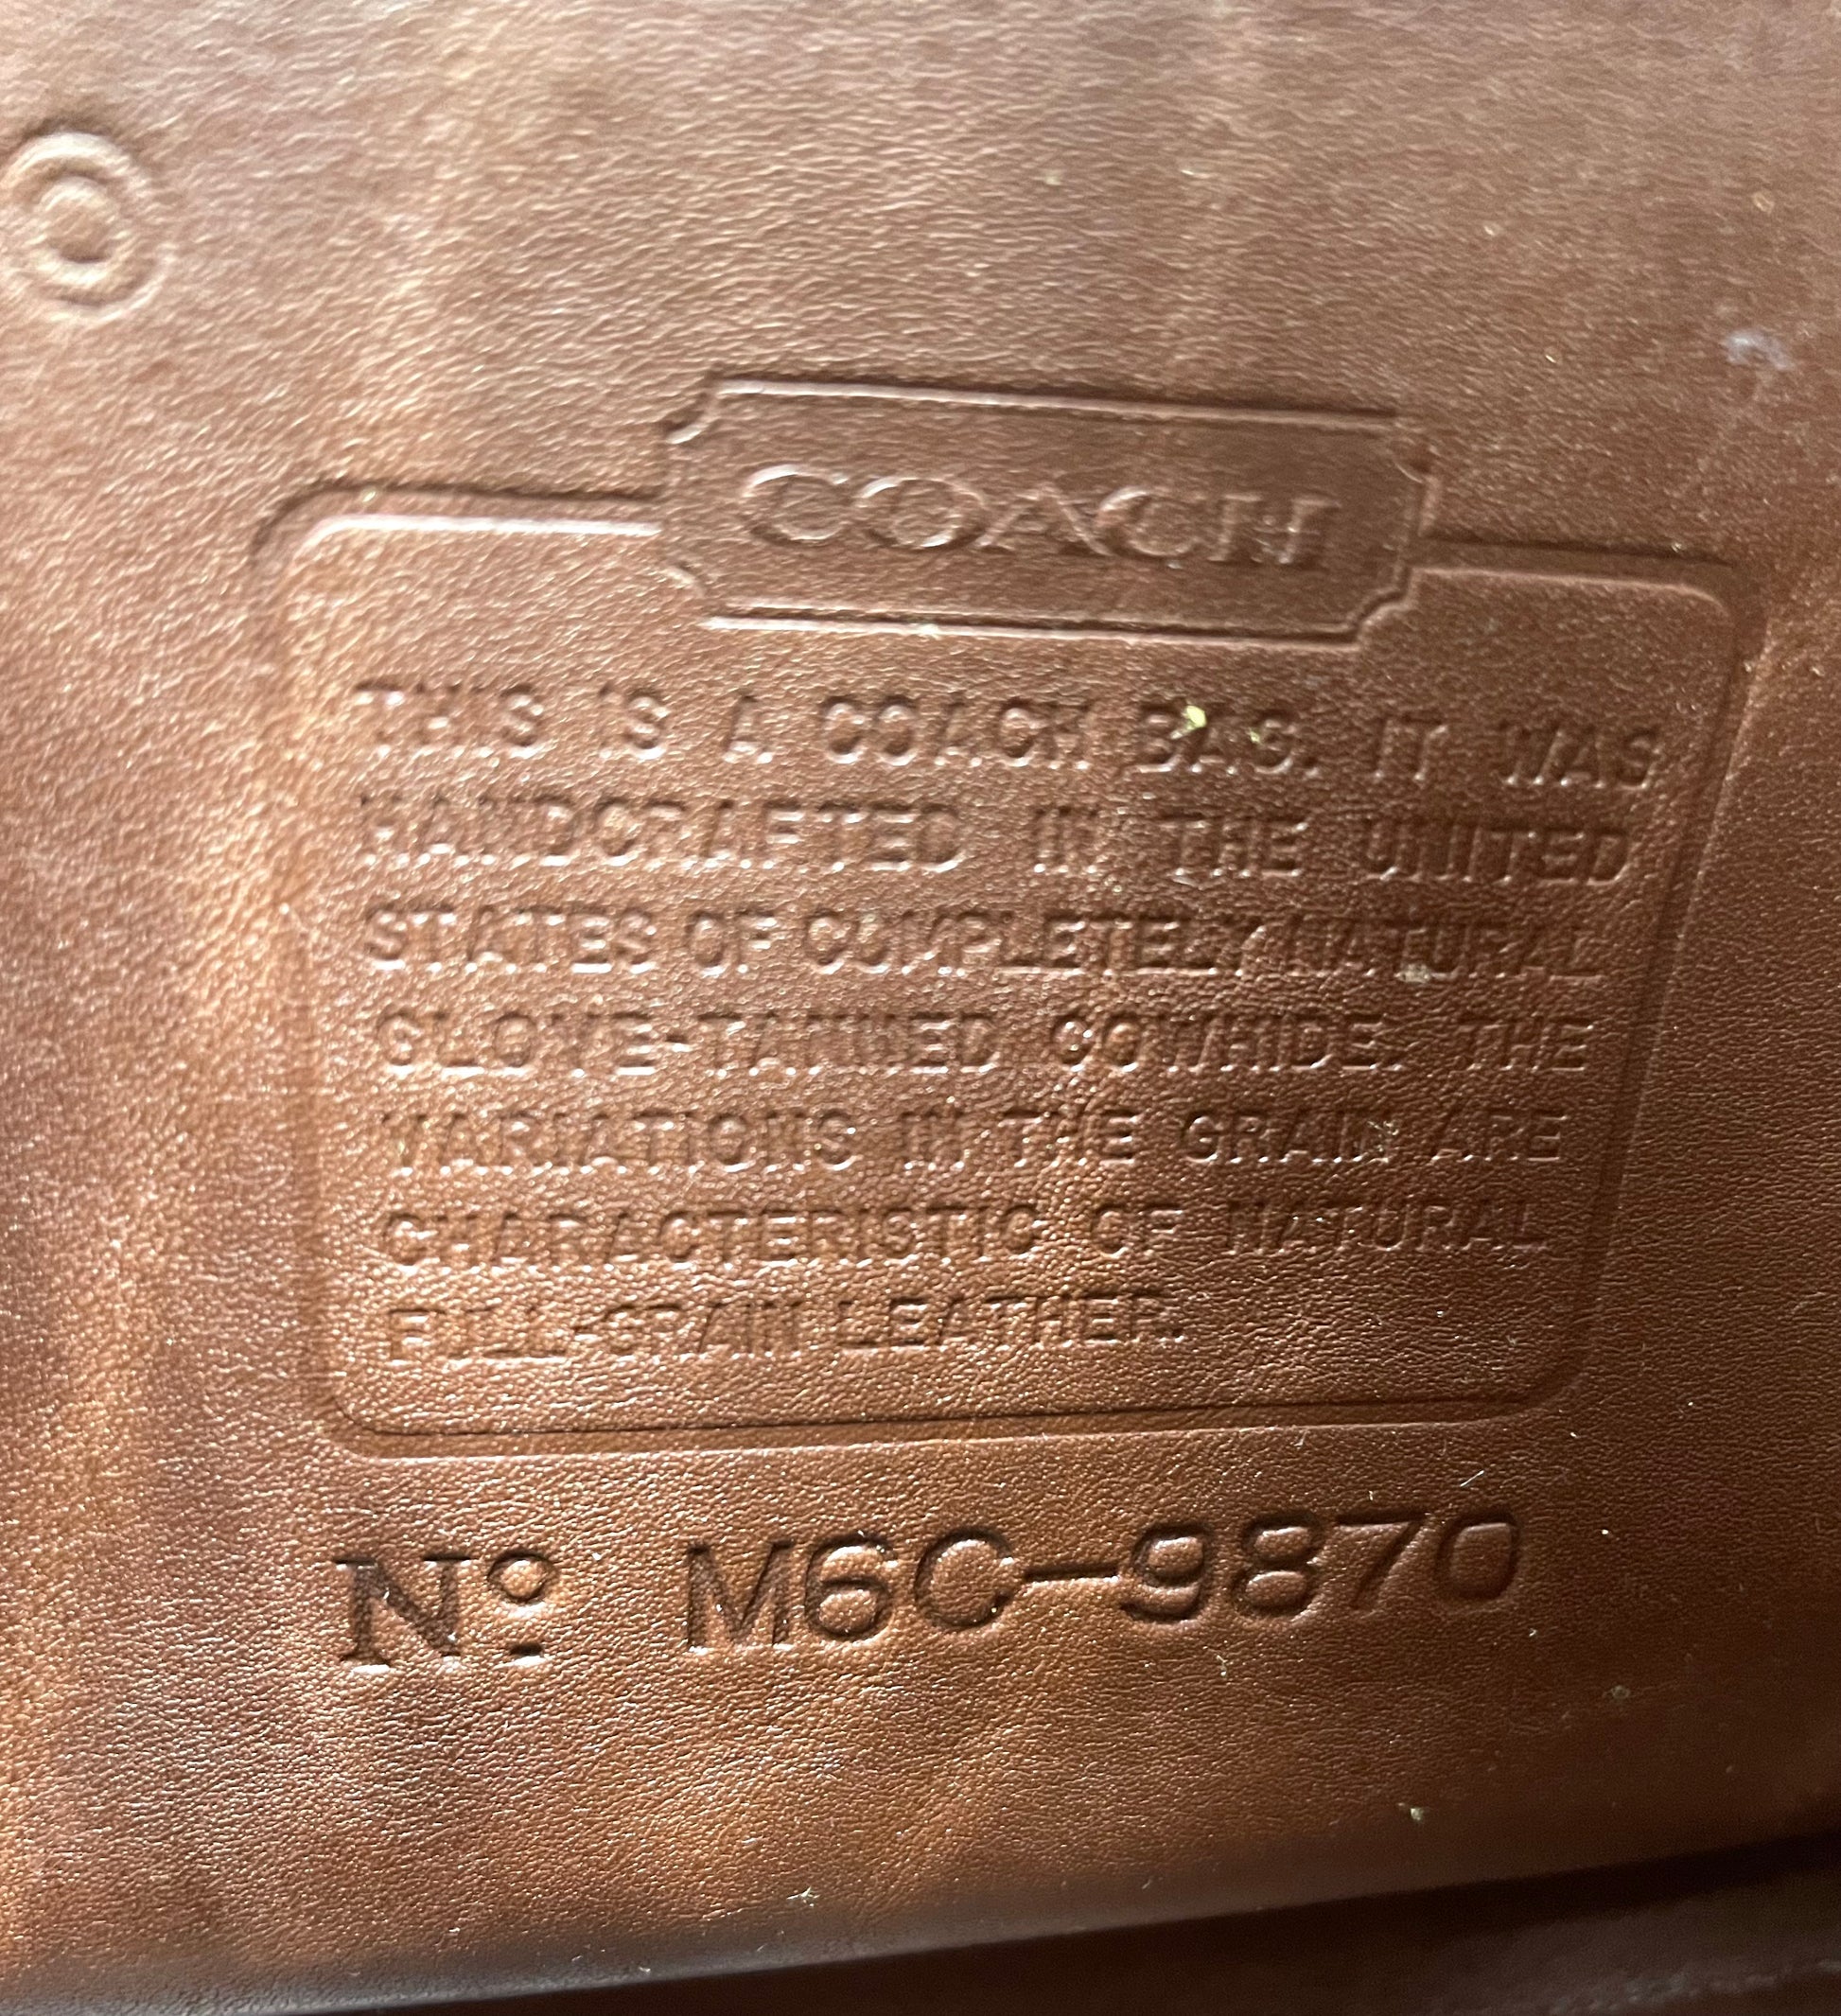 COACH
THIS IS A COACH BAG. IT WAS
HANDCRAFTED IN THE UNITED
STATES OF COMPLETELY NATURAL
GLOVE-TANNED COWHIDE. THE
VARIATIONS IN THE GRAIN ARE
CHARACTERISTIC OF NATURAL
FULL-GRAIN LEATHER.
Nº M6C-9870